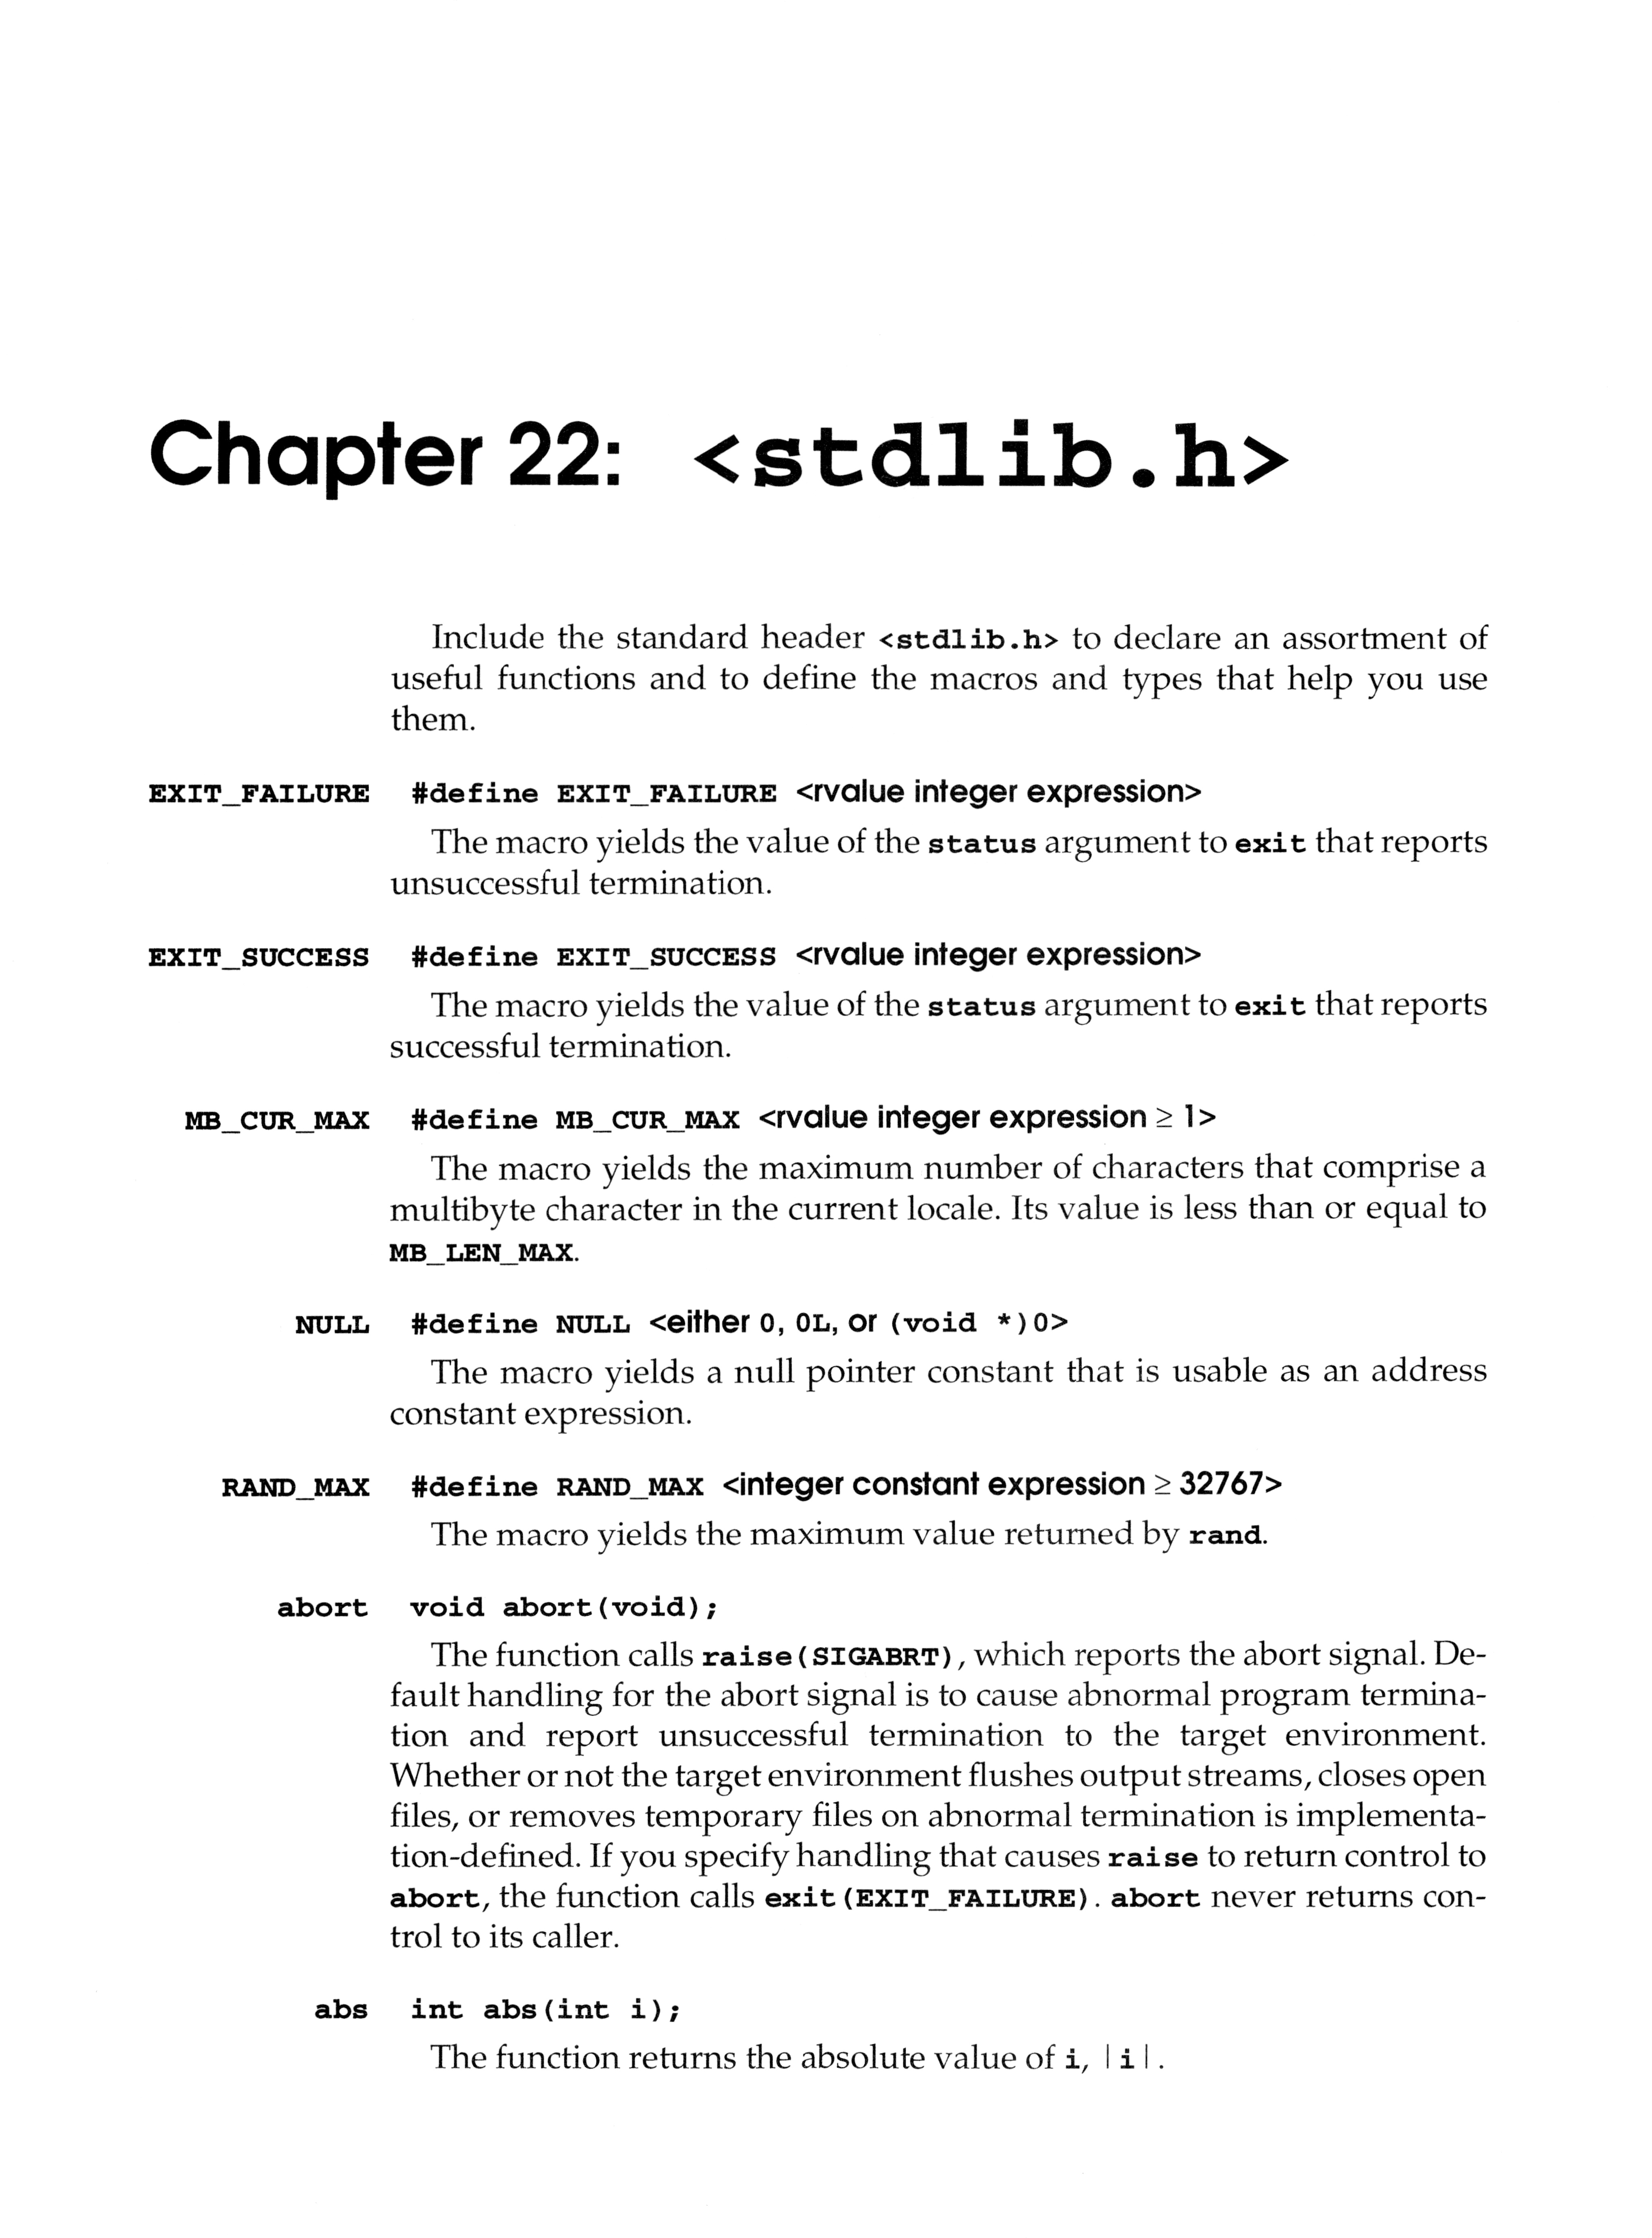 Chapter 22: <stdlib.h>
Include the standard header <stdlib.h> to declare an assortment of
useful functions and to define the macros and types that help you use
them.
EXIT_FAILURE #define EXIT_FAILURE <rvalue integer expression>
The macro yields the value of the status argument to exit that reports
unsuccessful termination.
EXIT_SUCCESS #define EXIT_SUCCESS <rvalue integer expression>
The macro yields the value of the status argument to exit that reports
successful termination.
MB_CUR_MAX #define MB_CUR_MAX <rvalue integer expression ≥ 1>
The macro yields the maximum number of characters that comprise a
multibyte character in the current locale. Its value is less than or equal to
MB_LEN_MAX.
NULL #define NULL <either 0, 0L, or (void *)0>
The macro yields a null pointer constant that is usable as an address
constant expression.
RAND_MAX #define RAND_MAX <integer constant expression ≥ 32767>
The macro yields the maximum value returned by rand.
abort void abort(void);
The function calls raise(SIGABRT), which reports the abort signal. De-
fault handling for the abort signal is to cause abnormal program termina-
tion and report unsuccessful termination to the target environment.
Whether or not the target environment flushes output streams, closes open
files, or removes temporary files on abnormal termination is implementa-
tion-defined. If you specify handling that causes raise to return control to
abort, the function calls exit(EXIT_FAILURE). abort never returns con-
trol to its caller.
abs int abs(int i);
The function returns the absolute value of i, |i|.